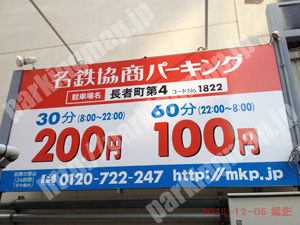 名鉄協商パーキング
駐車場名 長者町第4 コードNo.1822
30分(8:00~22:00) 60分(22:00~8:00)
200円 100円
0120-722-247 http://mkp.jp
2014-12-06 撮影